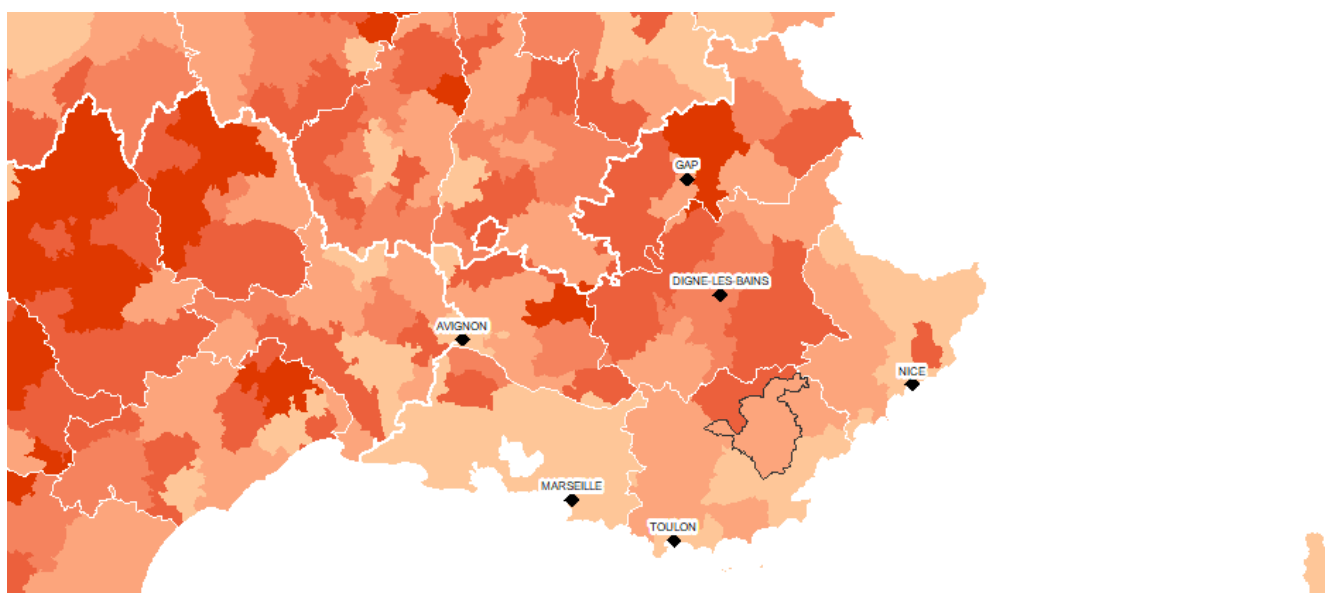 GAP
DIGNE-LES-BAINS
AVIGNON
NICE
MARSEILLE
TOULON